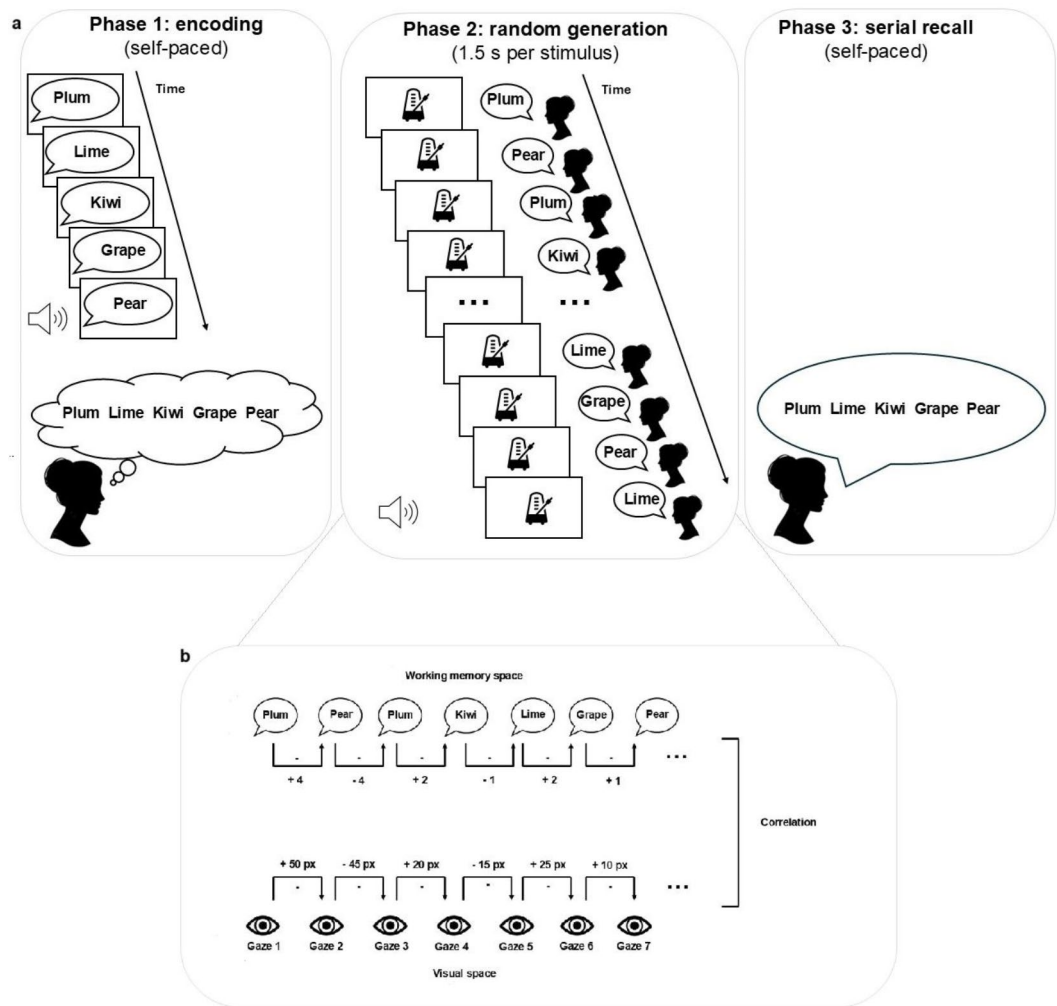 a
Phase 1: encoding
(self-paced)
Time
Plum
Lime
Kiwi
Grape
Pear
Plum Lime Kiwi Grape Pear
Phase 2: random generation
(1.5 s per stimulus)
Time
Plum
Pear
Plum
Kiwi
...
...
Lime
Grape
Pear
Lime
Phase 3: serial recall
(self-paced)
Plum Lime Kiwi Grape Pear
b
Working memory space
Plum Pear Plum Kiwi Lime Grape Pear
- - - - - - ...
+ 4 - 4 + 2 - 1 + 2 + 1
Correlation
+ 50 px - 45 px + 20 px - 15 px + 25 px + 10 px
- - - - - - ...
Gaze 1 Gaze 2 Gaze 3 Gaze 4 Gaze 5 Gaze 6 Gaze 7
Visual space